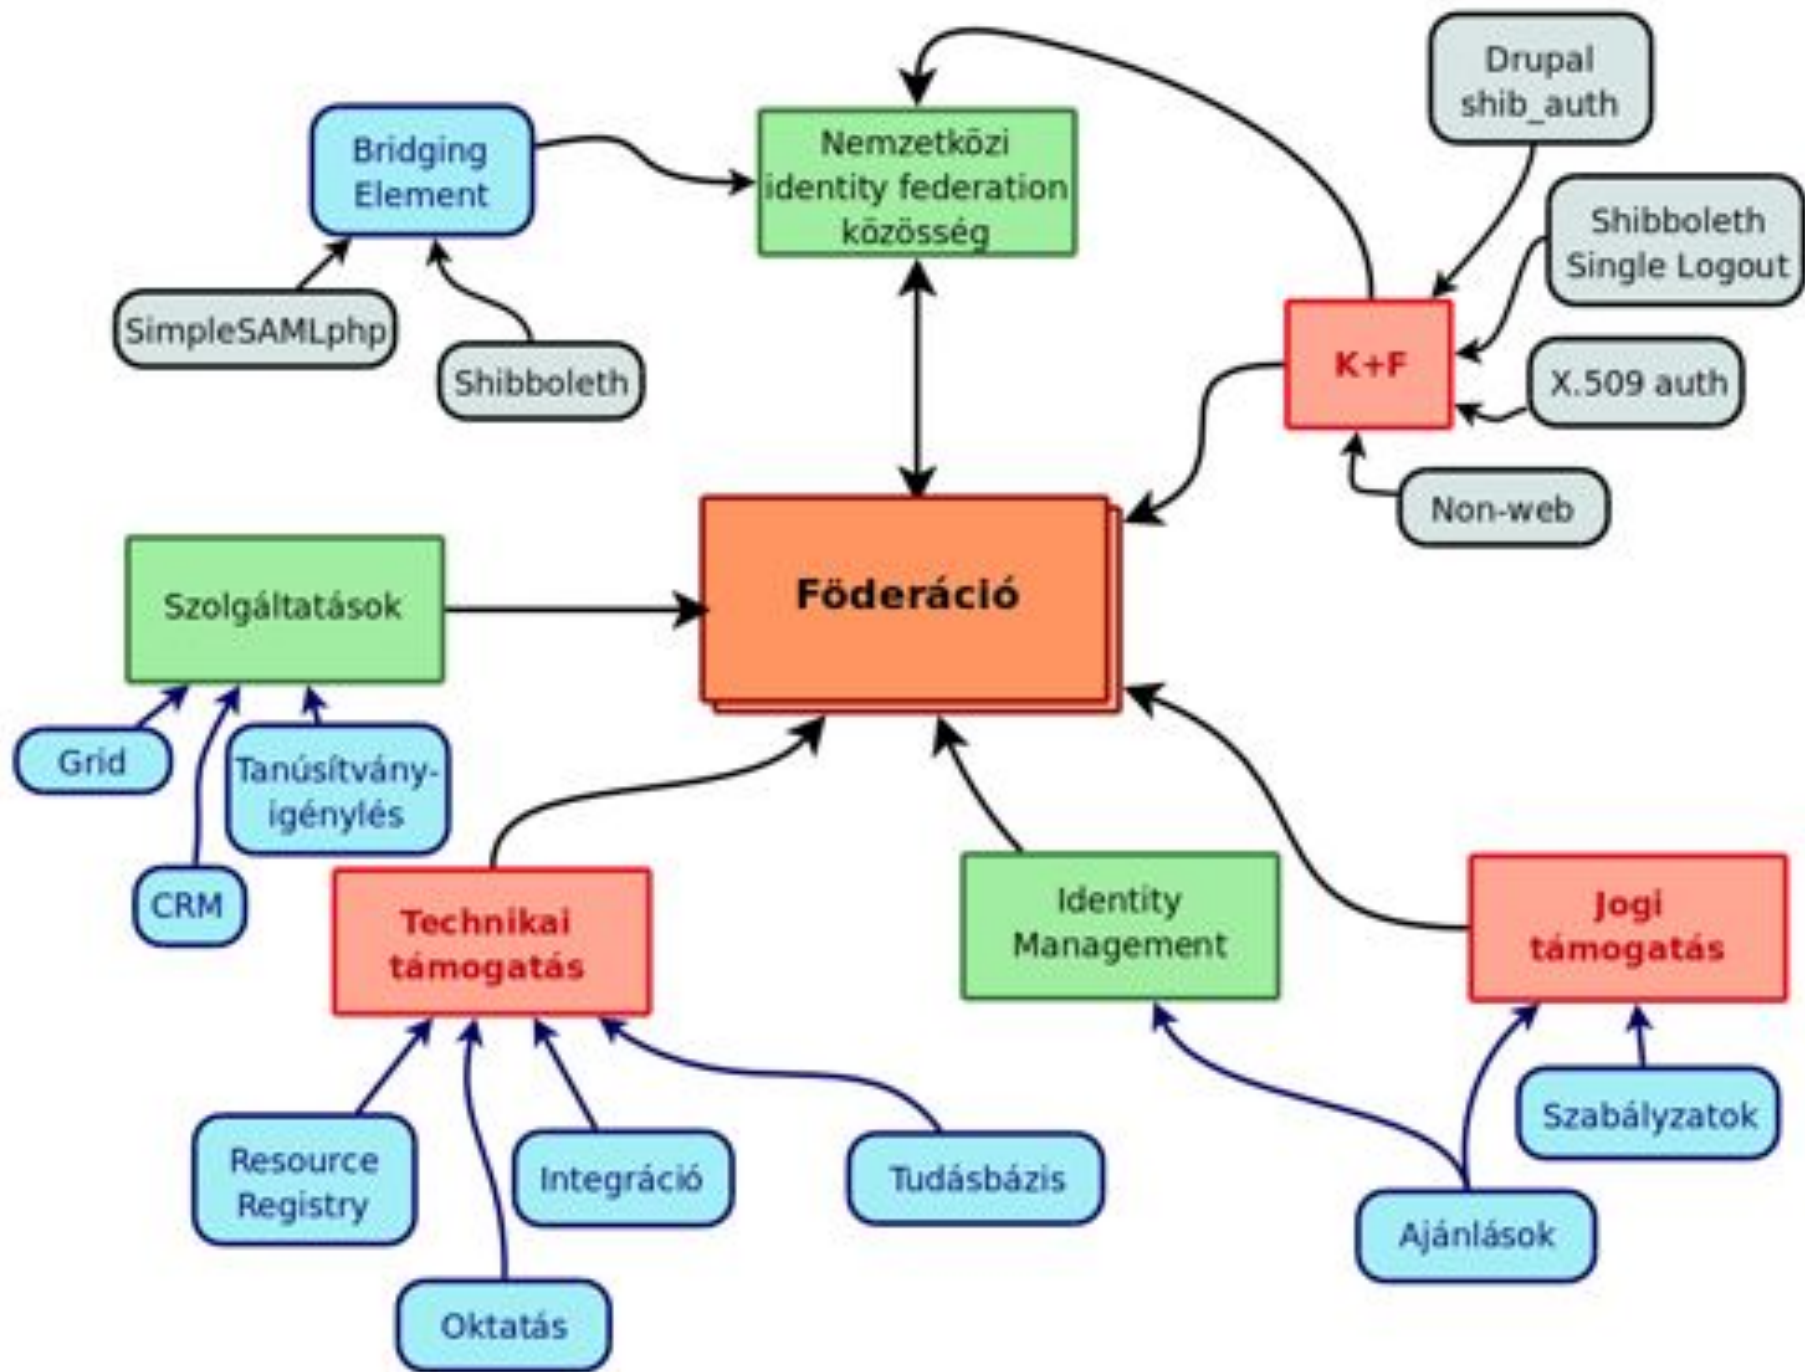 Drupal
shib_auth
Bridging
Element
Nemzetközi
identity federation
közösség
Shibboleth
Single Logout
SimpleSAMLphp
Shibboleth
K+F
X.509 auth
Non-web
Szolgáltatások
Föderáció
Grid
Tanúsítvány-
igénylés
CRM
Technikai
támogatás
Identity
Management
Jogi
támogatás
Resource
Registry
Integráció
Tudásbázis
Szabályzatok
Ajánlások
Oktatás